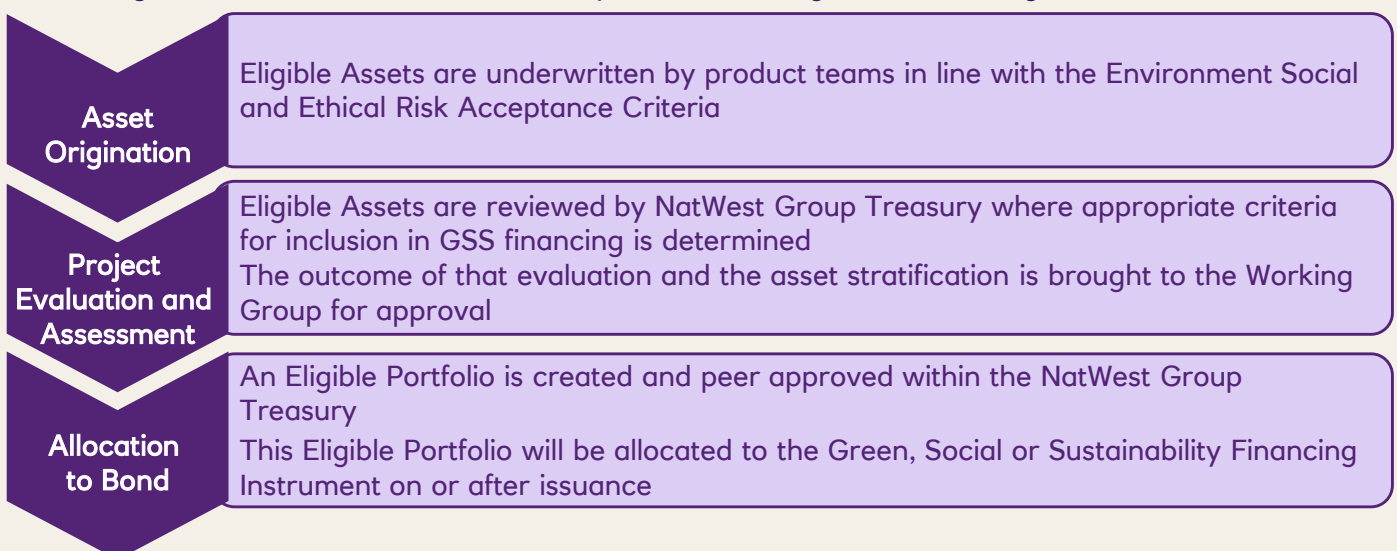 Asset
Origination
Eligible Assets are underwritten by product teams in line with the Environment Social
and Ethical Risk Acceptance Criteria
Project
Evaluation and
Assessment
Eligible Assets are reviewed by NatWest Group Treasury where appropriate criteria
for inclusion in GSS financing is determined
The outcome of that evaluation and the asset stratification is brought to the Working
Group for approval
Allocation
to Bond
An Eligible Portfolio is created and peer approved within the NatWest Group
Treasury
This Eligible Portfolio will be allocated to the Green, Social or Sustainability Financing
Instrument on or after issuance